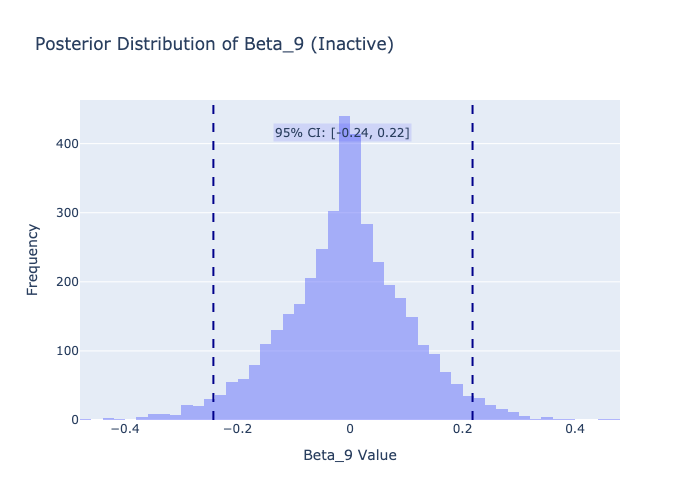 Posterior Distribution of Beta_9 (Inactive)
95% CI: [-0.24, 0.22]
400
300
200
100
0
Frequency
−0.4 −0.2 0 0.2 0.4
Beta_9 Value